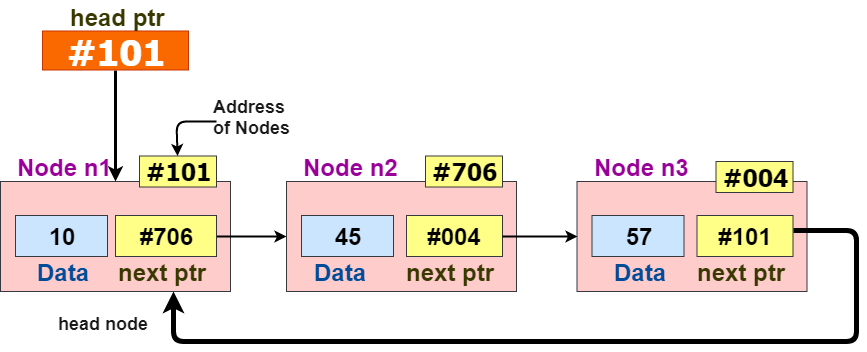 head ptr
#101
Address
of Nodes
Node n1
#101
Node n2
#706
Node n3
#004
10
#706
45
#004
57
#101
Data
next ptr
Data
next ptr
Data
next ptr
head node